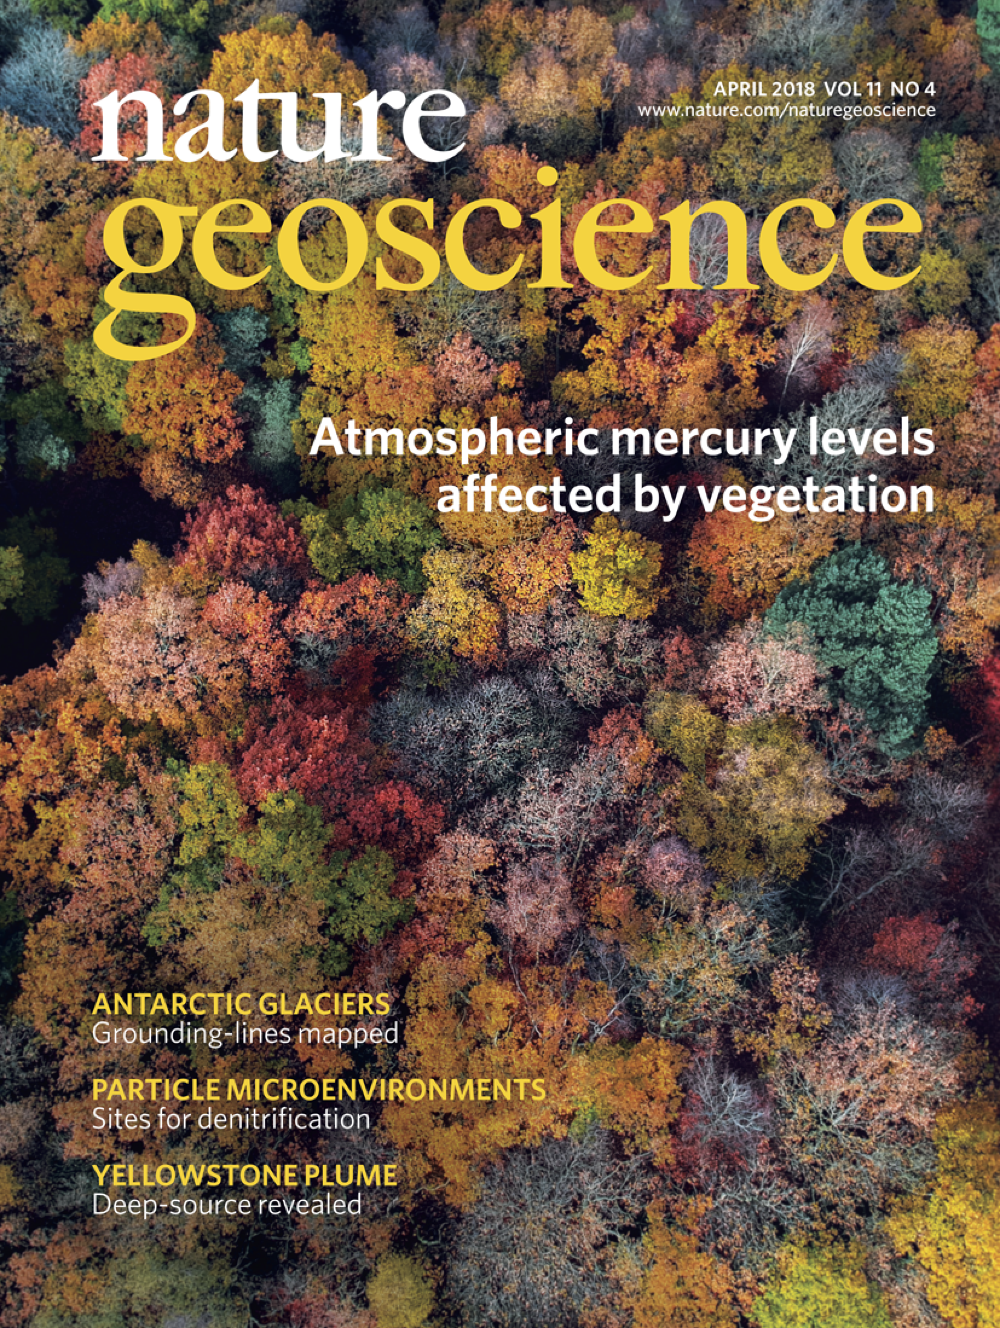 nature
APRIL 2018 VOL 11 NO 4
www.nature.com/naturegeoscience
geoscience
Atmospheric mercury levels
affected by vegetation
ANTARCTIC GLACIERS
Grounding-lines mapped
PARTICLE MICROENVIRONMENTS
Sites for denitrification
YELLOWSTONE PLUME
Deep-source revealed